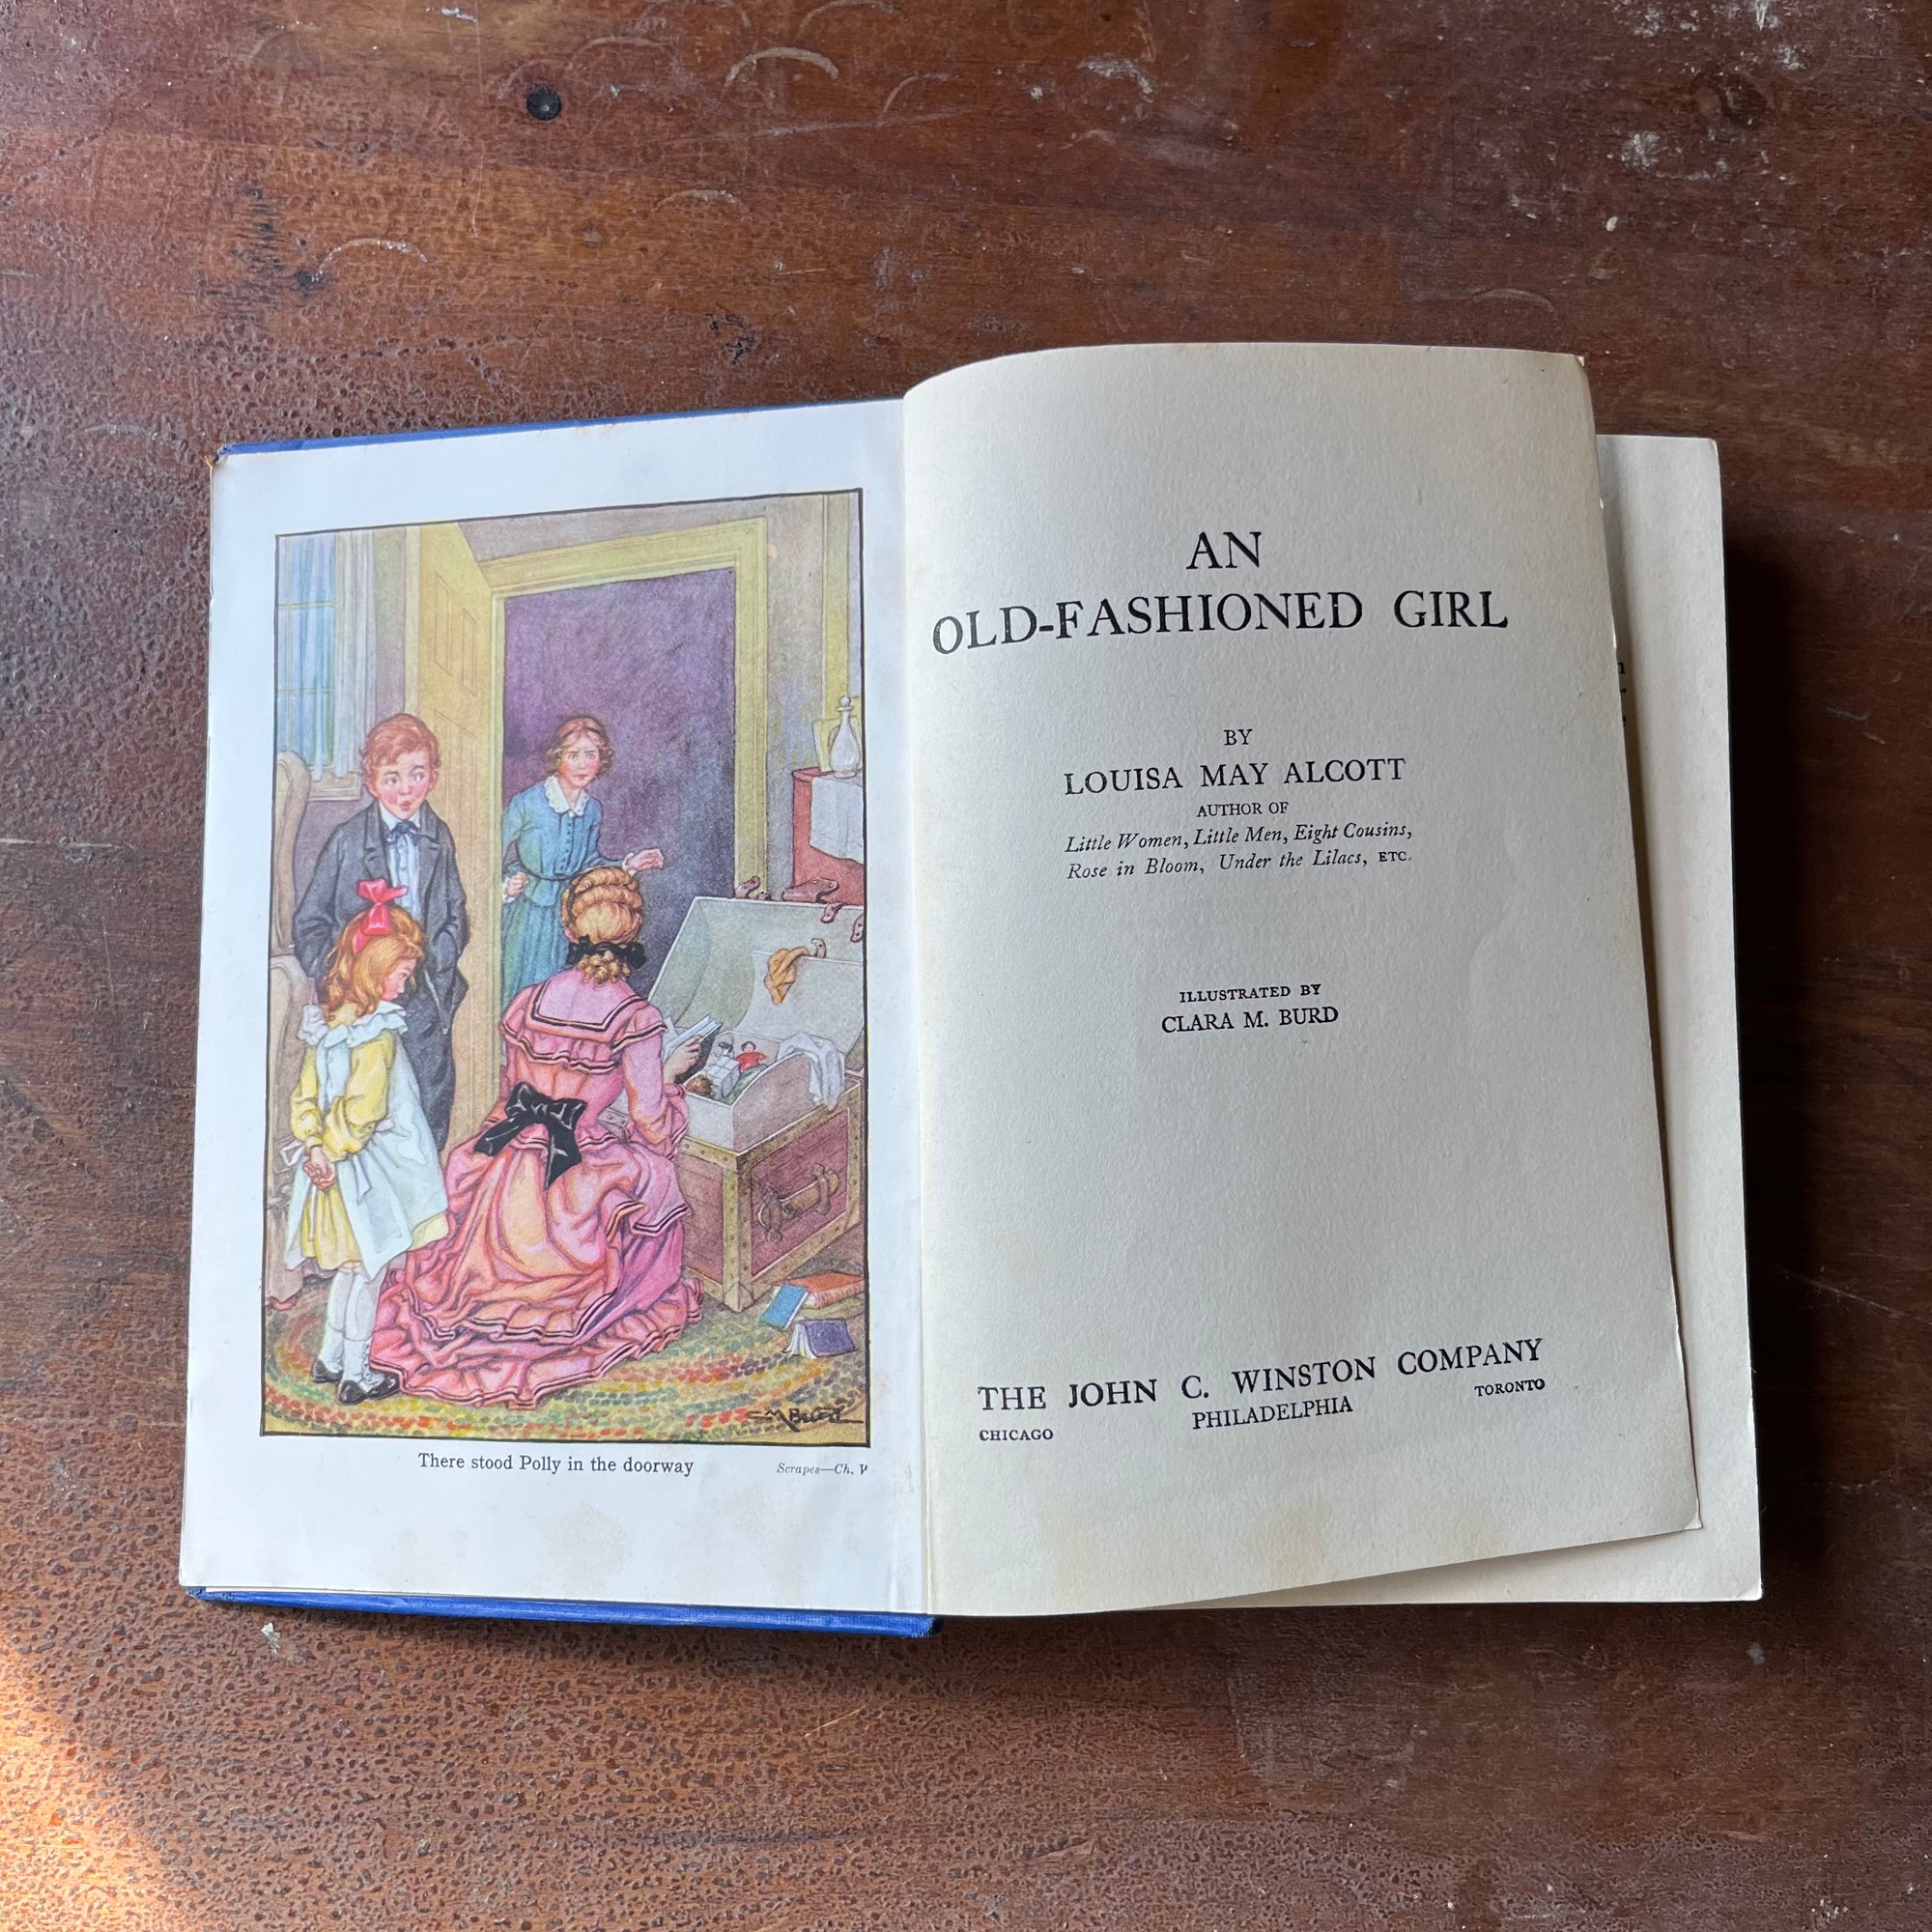 C M BURD
There stood Polly in the doorway
Scrapes—Ch. V
AN
OLD-FASHIONED GIRL
BY
LOUISA MAY ALCOTT
AUTHOR OF
Little Women, Little Men, Eight Cousins,
Rose in Bloom, Under the Lilacs, ETC.
ILLUSTRATED BY
CLARA M. BURD
THE JOHN C. WINSTON COMPANY
CHICAGO PHILADELPHIA TORONTO